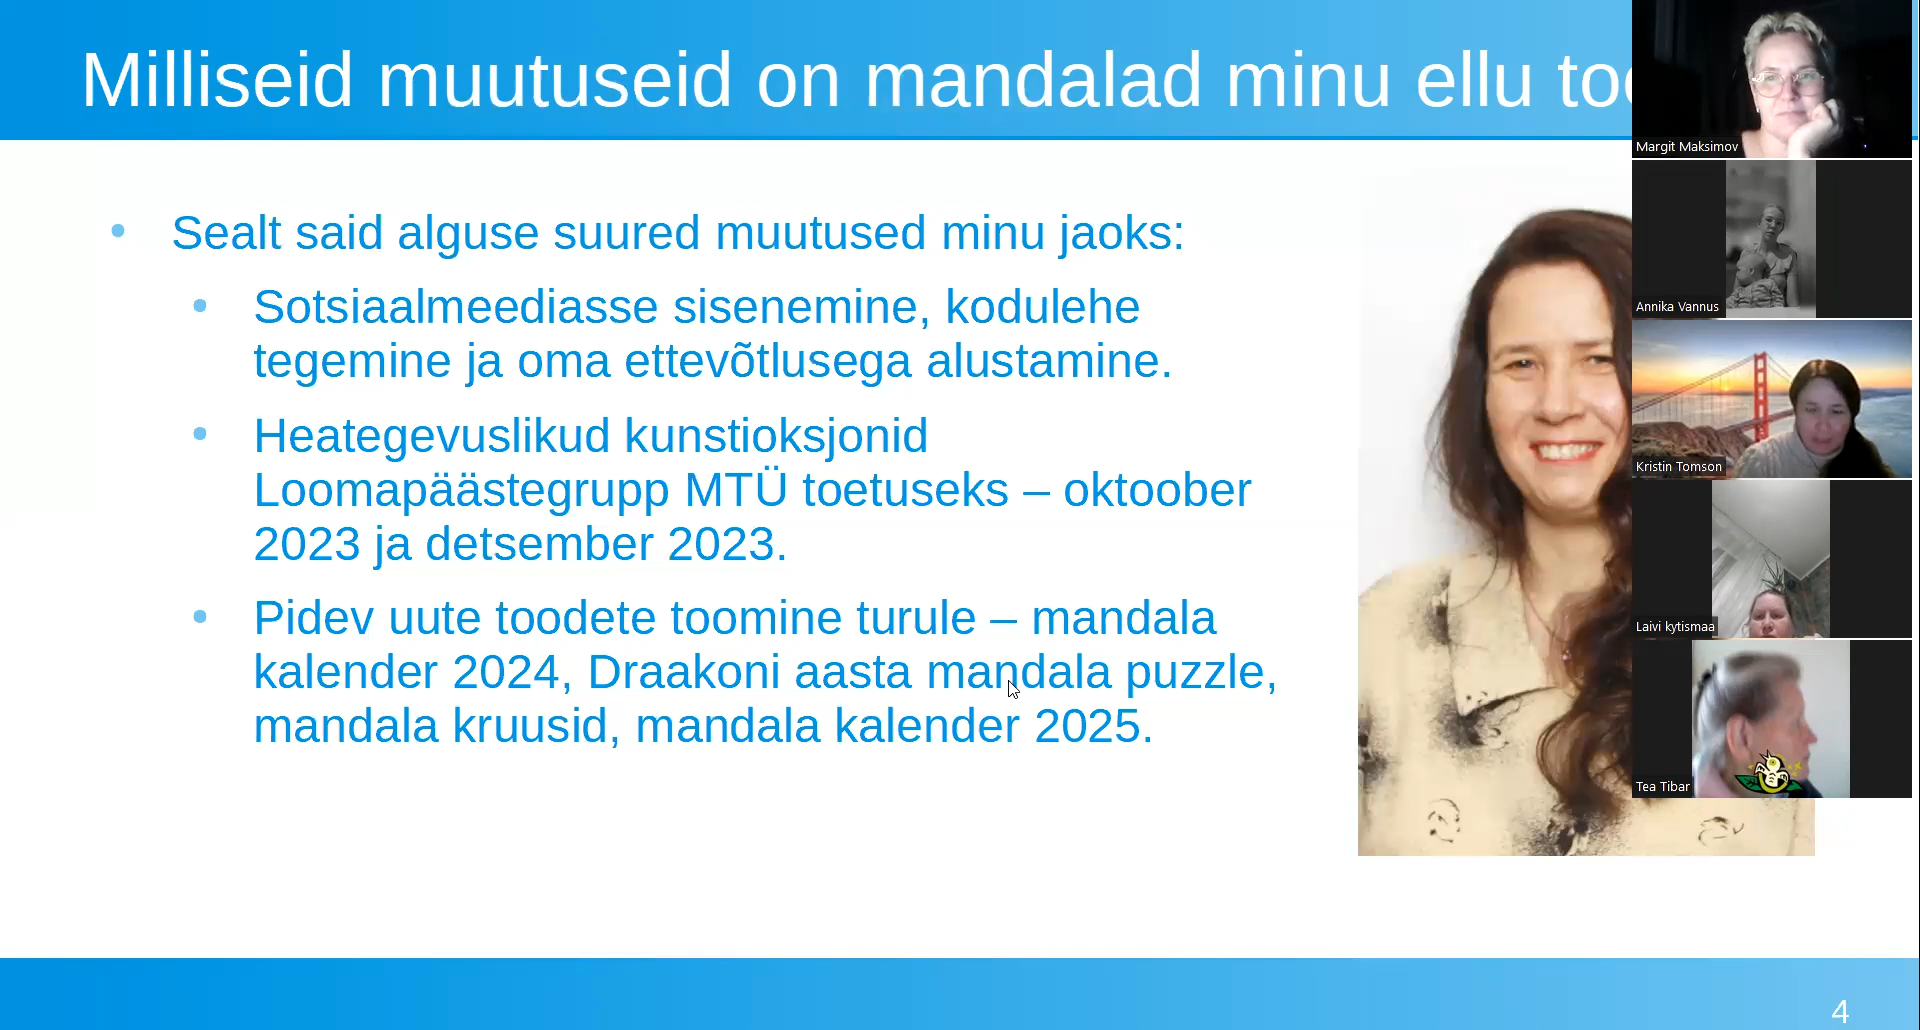 Milliseid muutuseid on mandalad minu ellu
Sealt said alguse suured muutused minu jaoks:
Sotsiaalmeediasse sisenemine, kodulehe
tegemine ja oma ettevõtlusega alustamine.
Heategevuslikud kunstioksjonid
Loomapäästegrupp MTÜ toetuseks – oktoober
2023 ja detsember 2023.
Pidev uute toodete toomine turule – mandala
kalender 2024, Draakoni aasta mandala puzzle,
mandala kruusid, mandala kalender 2025.
4
Margit Maksimov
Annika Vannus
Kristin Tomson
Laivi kytismaa
Tea Tibar